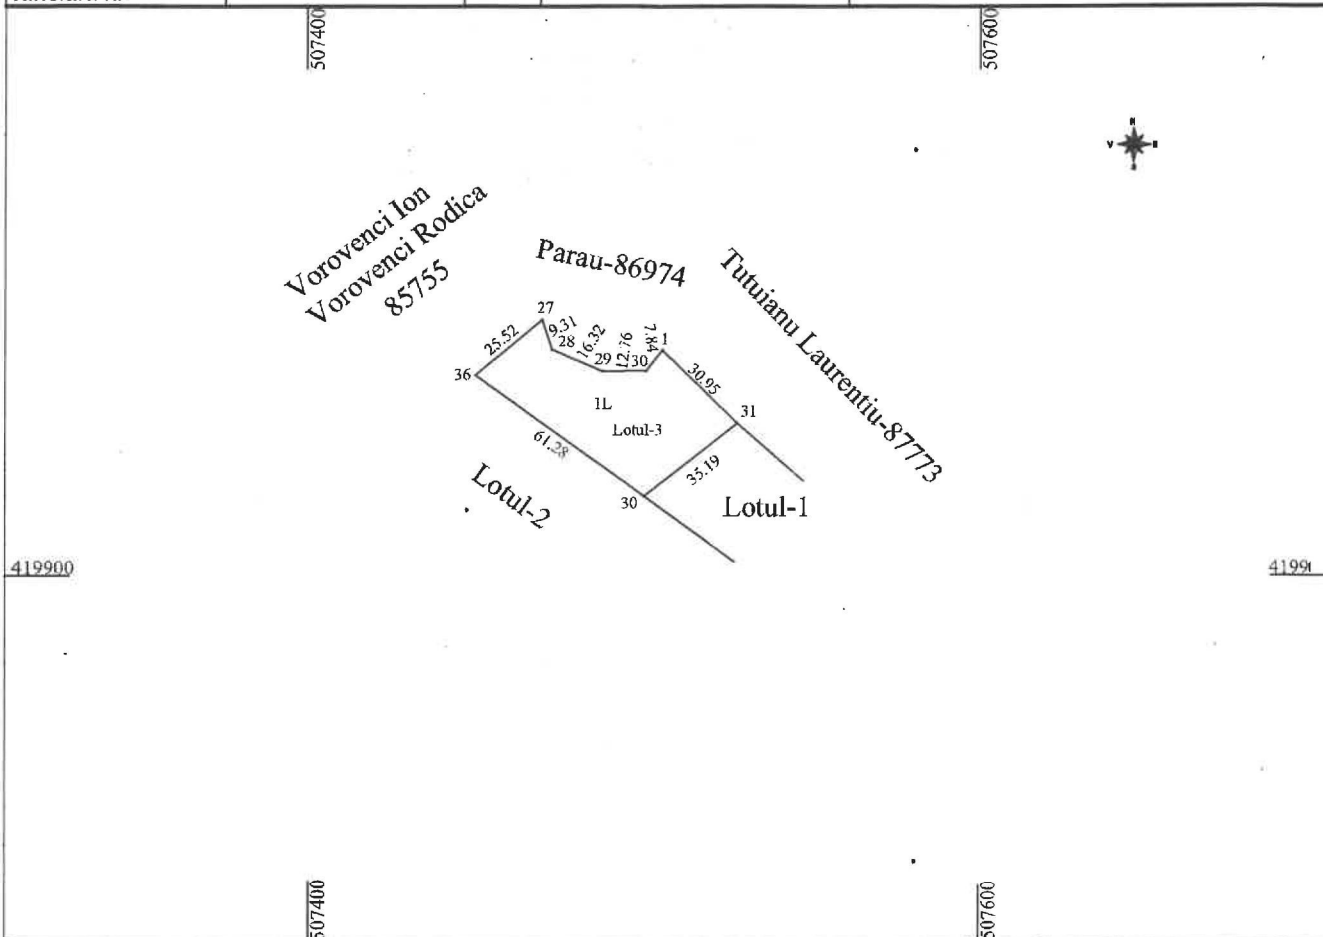 507400
507600
N
V
S
Vorovenci Ion
Vorovenci Rodica
85755
Parau-86974
Tutuianu Laurentiu-87773
27
9.31
28
16.32
29
12.76
30
7.84
1
25.52
36
30.95
31
1L
Lotul-3
61.28
35.19
30
Lotul-2
Lotul-1
419900
4199
507400
507600